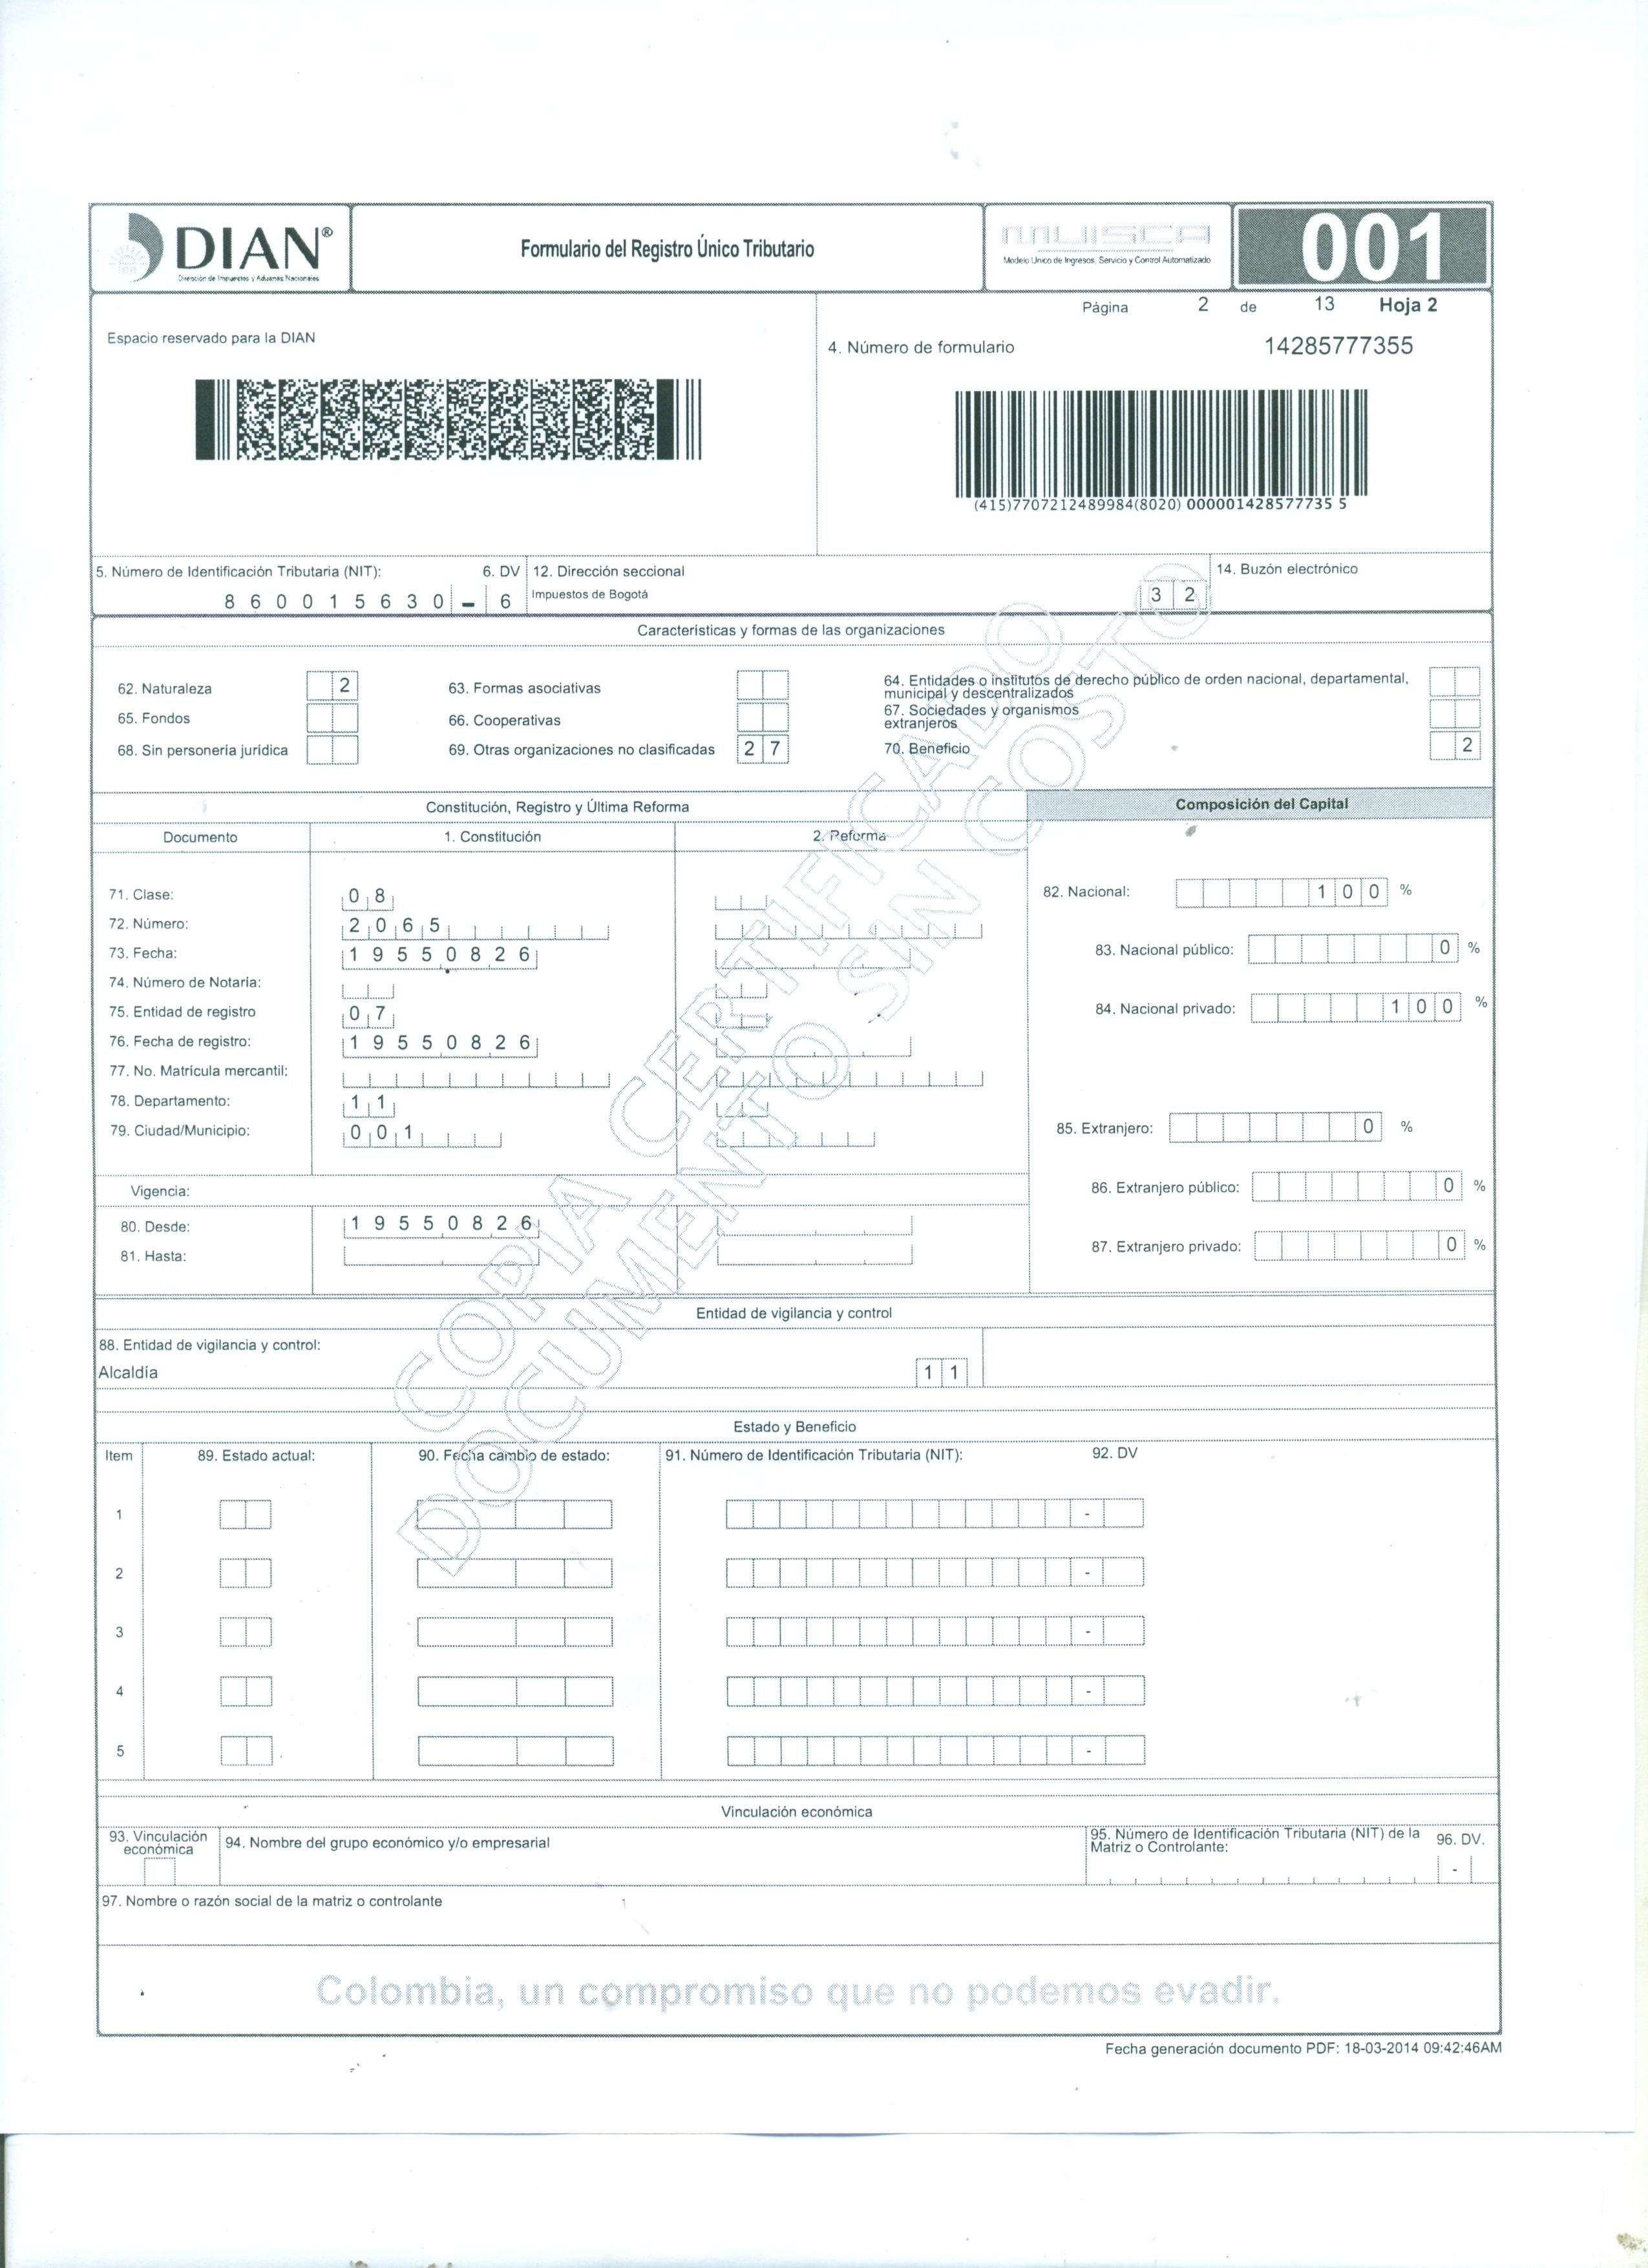 DIAN®
Dirección de Impuestos y Aduanas Nacionales
Formulario del Registro Único Tributario
MUISCA
Modelo Unico de Ingresos, Servicio y Control Automatizado
001
Página 2 de 13 Hoja 2
Espacio reservado para la DIAN
4. Número de formulario 14285777355
(415)7707212489984(8020) 000001428577735 5
5. Número de Identificación Tributaria (NIT): 6. DV 12. Dirección seccional 14. Buzón electrónico
8 6 0 0 1 5 6 3 0 - 6 Impuestos de Bogotá 3 2
Características y formas de las organizaciones
62. Naturaleza 2 63. Formas asociativas 64. Entidades o institutos de derecho público de orden nacional, departamental,
municipal y descentralizados
65. Fondos 66. Cooperativas 67. Sociedades y organismos
extranjeros
68. Sin personería jurídica 69. Otras organizaciones no clasificadas 2 7 70. Beneficio 2
Constitución, Registro y Última Reforma Composición del Capital
Documento 1. Constitución 2. Reforma
71. Clase: 0 8 82. Nacional: 1 0 0 %
72. Número: 2 0 6 5
73. Fecha: 1 9 5 5 0 8 2 6 83. Nacional público: 0 %
74. Número de Notaría:
75. Entidad de registro 0 7 84. Nacional privado: 1 0 0 %
76. Fecha de registro: 1 9 5 5 0 8 2 6
77. No. Matrícula mercantil:
78. Departamento: 1 1
79. Ciudad/Municipio: 0 0 1 85. Extranjero: 0 %
Vigencia: 86. Extranjero público: 0 %
80. Desde: 1 9 5 5 0 8 2 6
81. Hasta: 87. Extranjero privado: 0 %
COPIA CERTIFICADO
DOCUMENTO SIN COSTO
Entidad de vigilancia y control
88. Entidad de vigilancia y control:
Alcaldía 1 1
Estado y Beneficio
Item 89. Estado actual: 90. Fecha cambio de estado: 91. Número de Identificación Tributaria (NIT): 92. DV
1 -
2 -
3 -
4 -
5 -
Vinculación económica
93. Vinculación
económica
94. Nombre del grupo económico y/o empresarial
95. Número de Identificación Tributaria (NIT) de la
Matriz o Controlante:
96. DV.
-
97. Nombre o razón social de la matriz o controlante
Colombia, un compromiso que no podemos evadir.
Fecha generación documento PDF: 18-03-2014 09:42:46AM